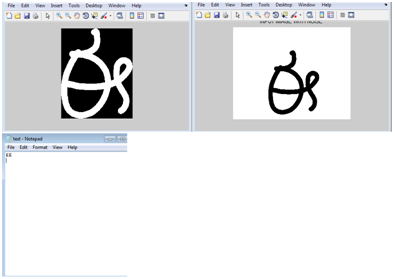 File Edit View Insert Tools Desktop Window Help
File Edit View Insert Tools Desktop Window Help
INPUT IMAGE WITH NOISE
text - Notepad
File Edit Format View Help
EE